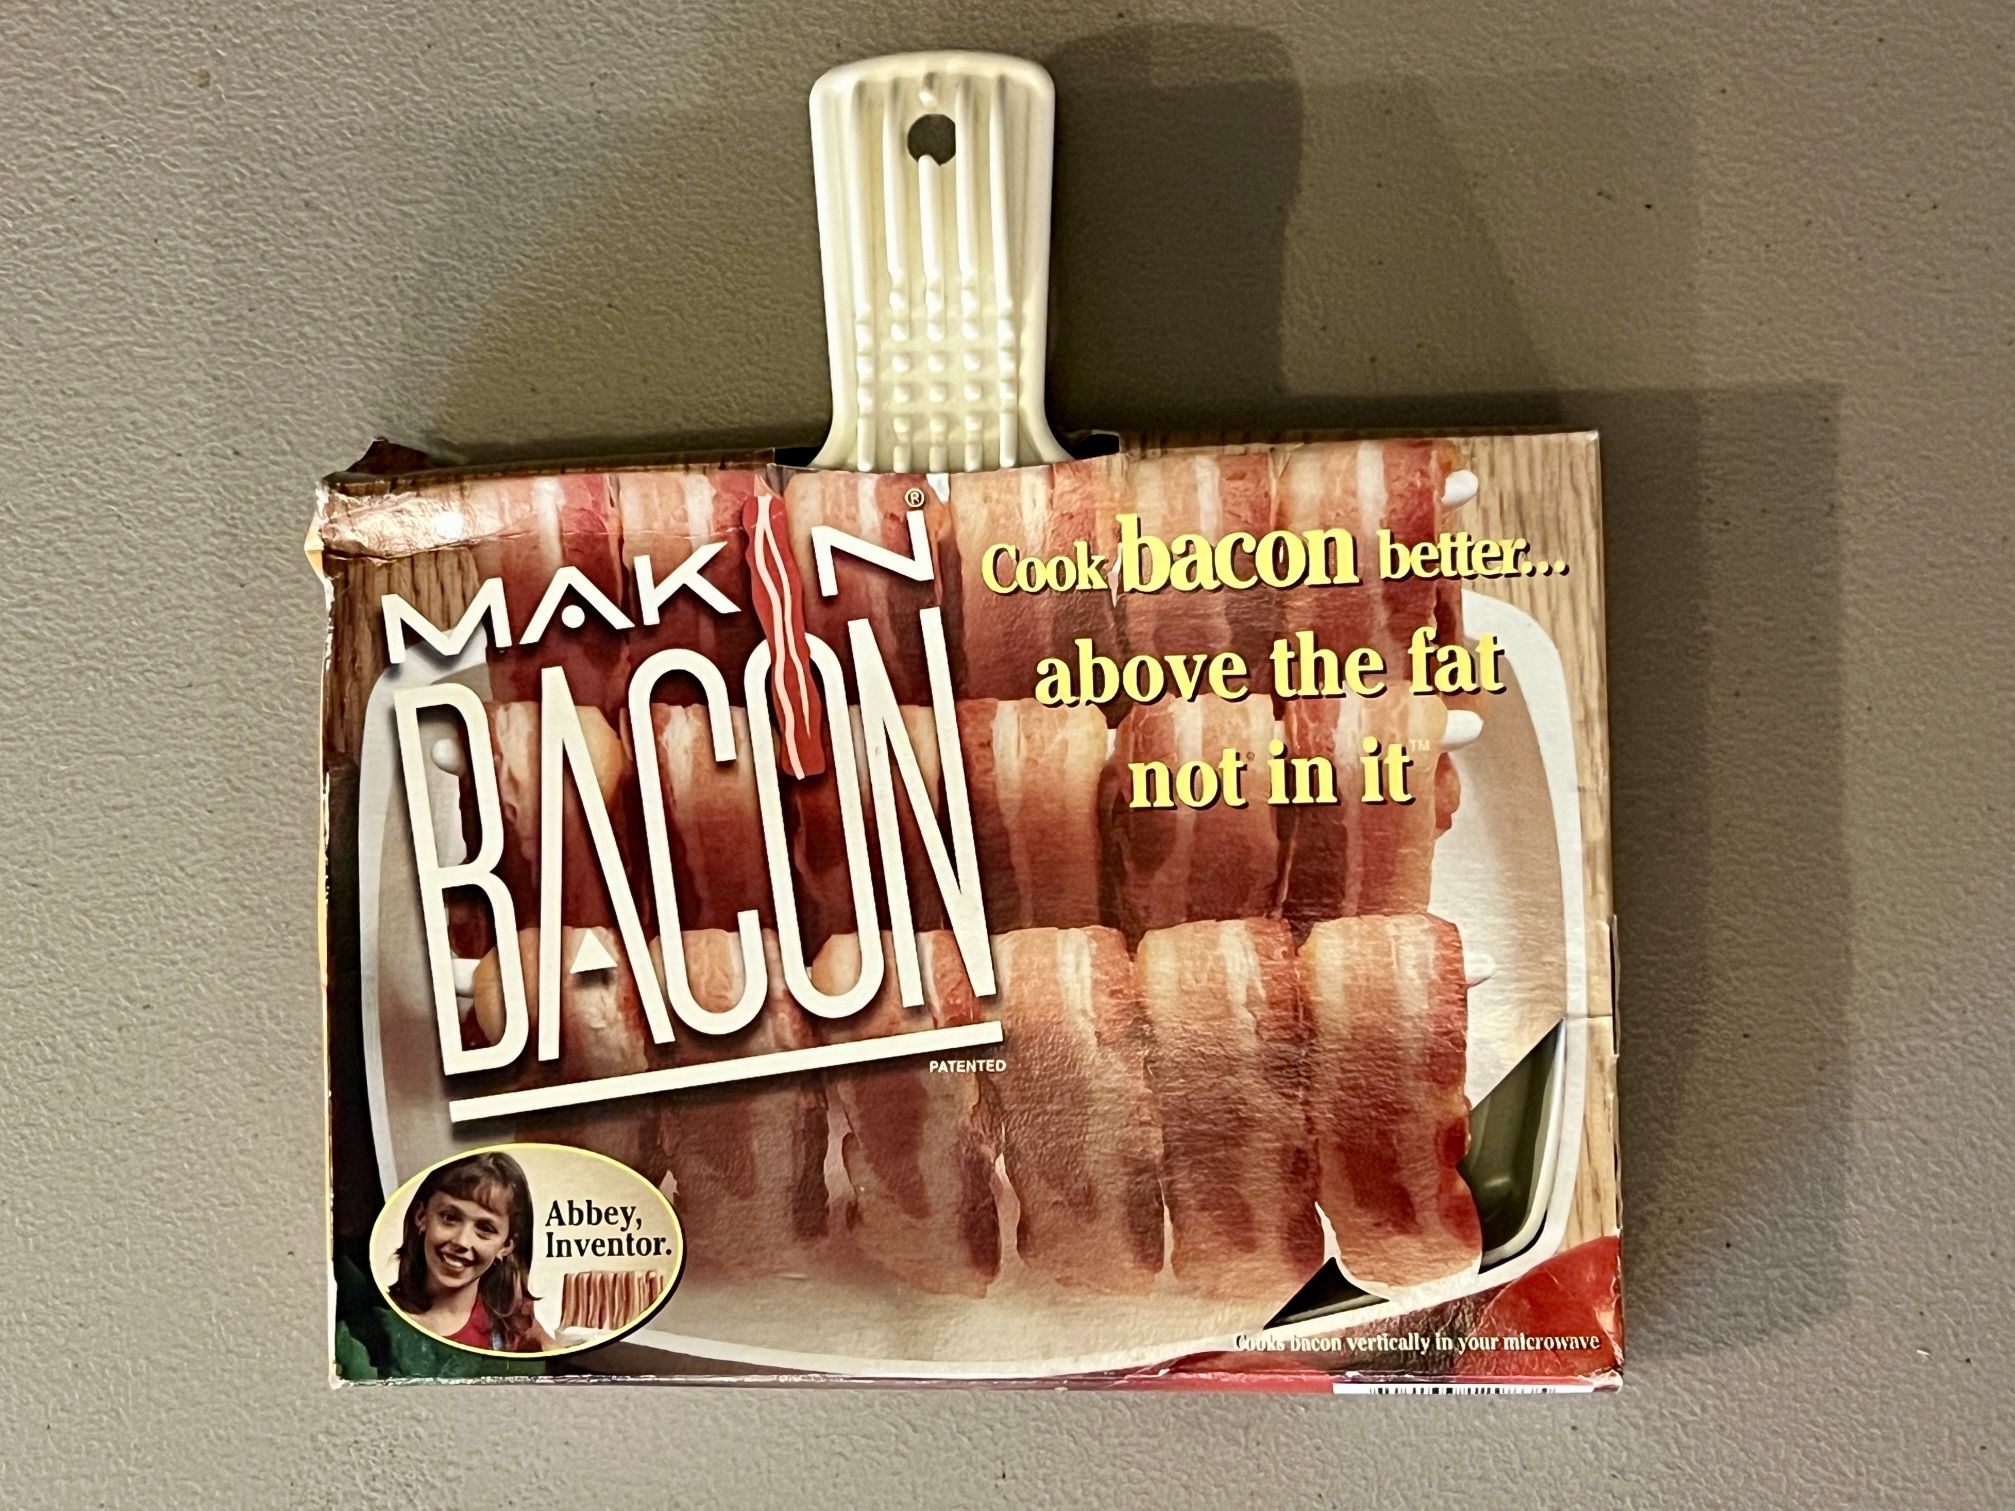 MAKIN®
BACON
PATENTED
Cook bacon better...
above the fat
not in it™
Abbey,
Inventor.
Cooks bacon vertically in your microwave